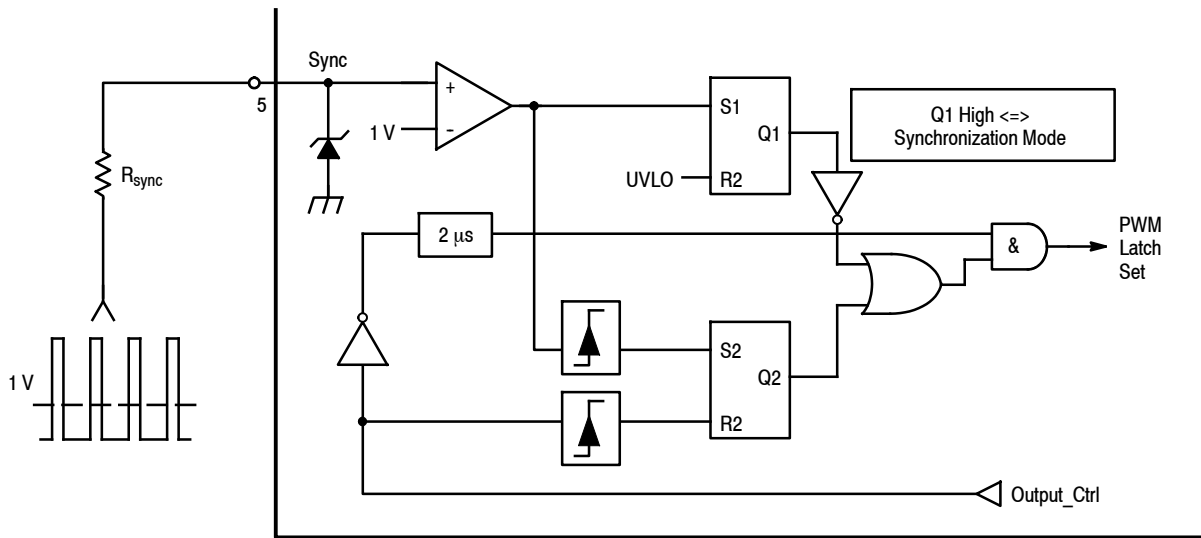 Sync
5
+
1 V
-
S1
Q1
R2
UVLO
Q1 High <=>
Synchronization Mode
Rsync
2 μs
&
PWM
Latch
Set
1 V
S2
Q2
R2
Output_Ctrl